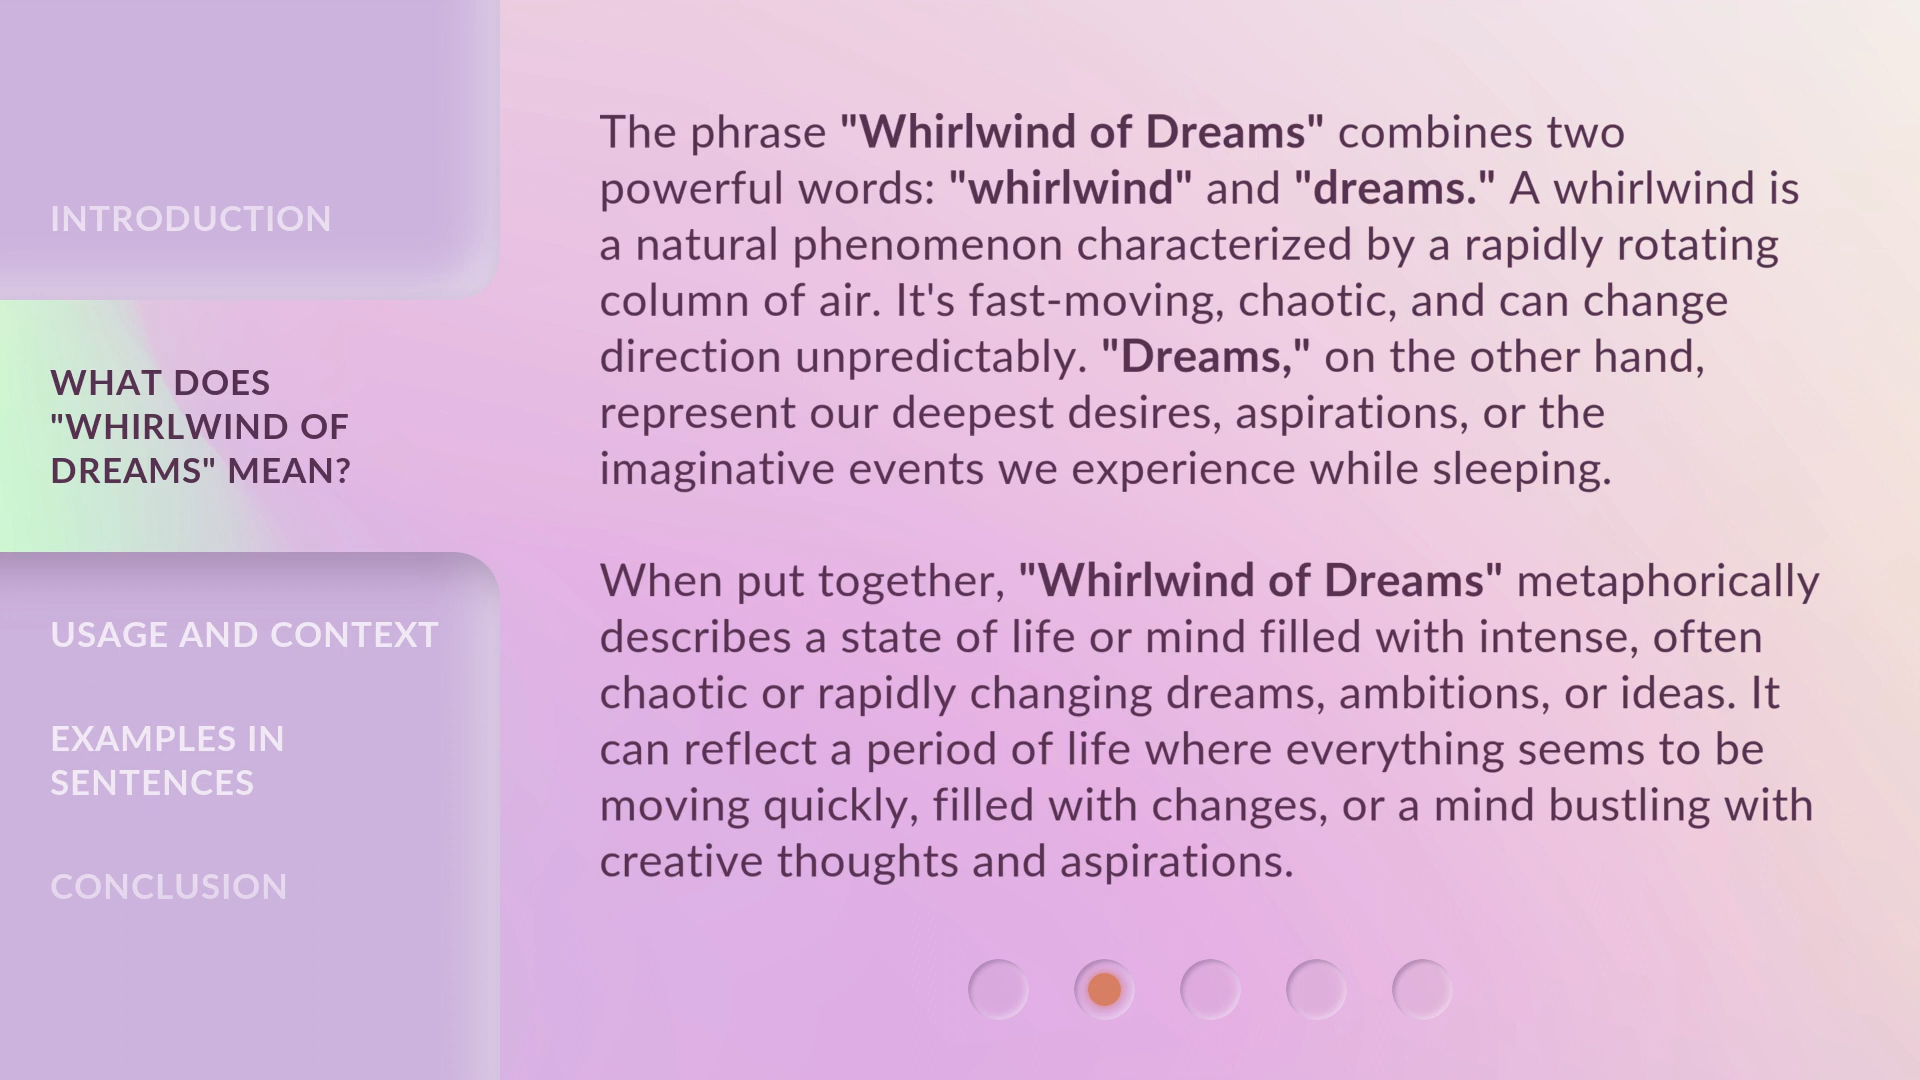 INTRODUCTION
WHAT DOES
"WHIRLWIND OF
DREAMS" MEAN?
USAGE AND CONTEXT
EXAMPLES IN
SENTENCES
CONCLUSION
The phrase "Whirlwind of Dreams" combines two
powerful words: "whirlwind" and "dreams." A whirlwind is
a natural phenomenon characterized by a rapidly rotating
column of air. It's fast-moving, chaotic, and can change
direction unpredictably. "Dreams," on the other hand,
represent our deepest desires, aspirations, or the
imaginative events we experience while sleeping.
When put together, "Whirlwind of Dreams" metaphorically
describes a state of life or mind filled with intense, often
chaotic or rapidly changing dreams, ambitions, or ideas. It
can reflect a period of life where everything seems to be
moving quickly, filled with changes, or a mind bustling with
creative thoughts and aspirations.